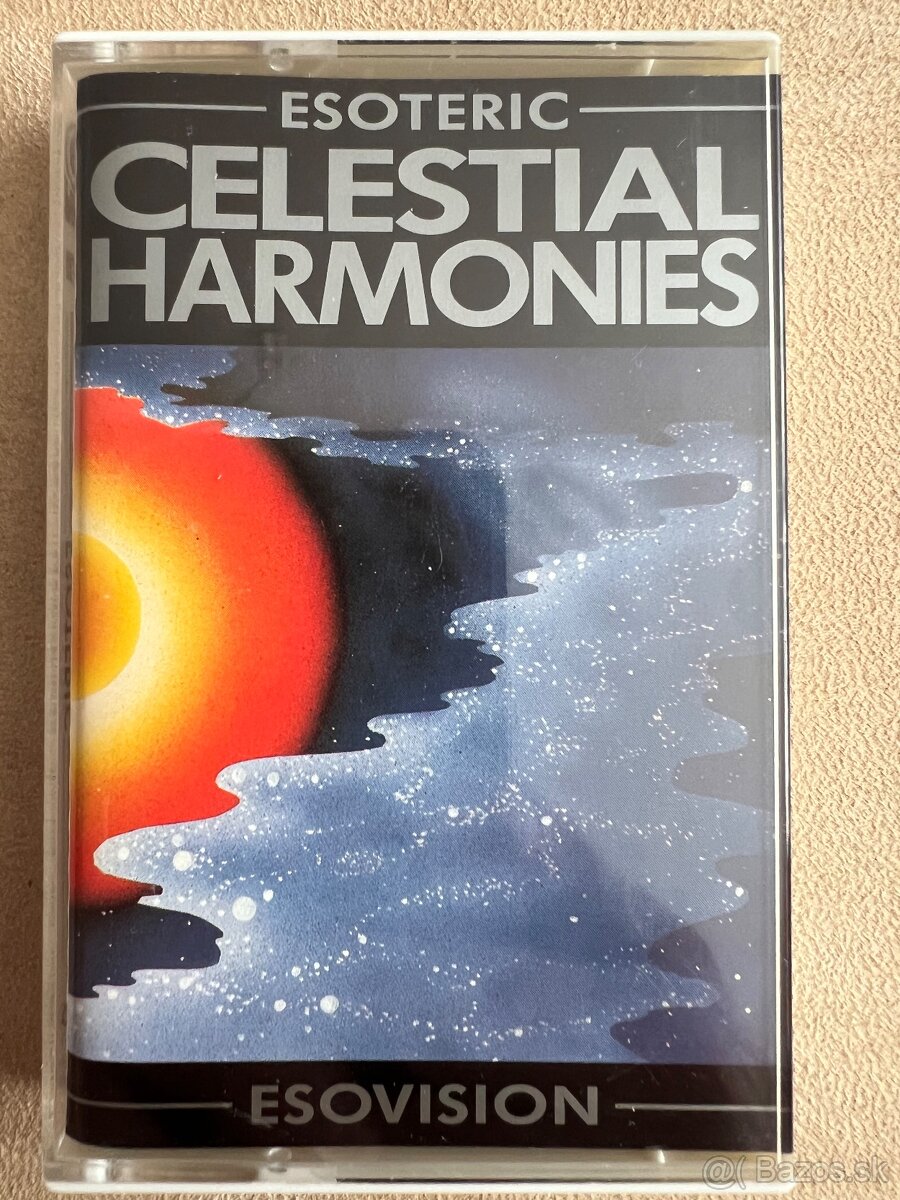 ESOTERIC
CELESTIAL
HARMONIES
ESOVISION
@( Bazos.sk